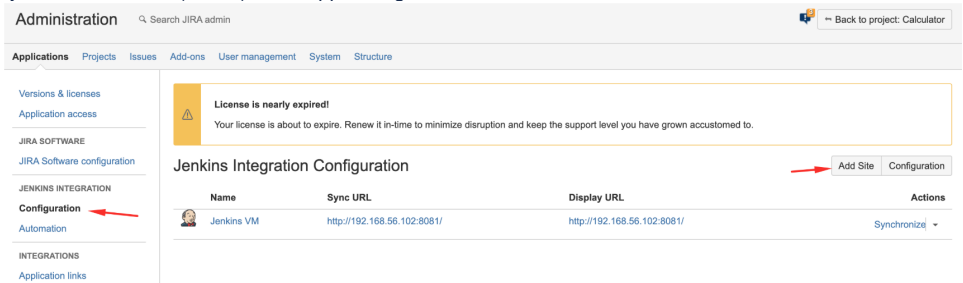 Administration Search JIRA admin Back to project: Calculator
Applications Projects Issues Add-ons User management System Structure
Versions & licenses
Application access
JIRA SOFTWARE
JIRA Software configuration
JENKINS INTEGRATION
Configuration
Automation
INTEGRATIONS
Application links
License is nearly expired!
Your license is about to expire. Renew it in-time to minimize disruption and keep the support level you have grown accustomed to.
Jenkins Integration Configuration Add Site Configuration
Name Sync URL Display URL Actions
Jenkins VM http://192.168.56.102:8081/ http://192.168.56.102:8081/ Synchronize